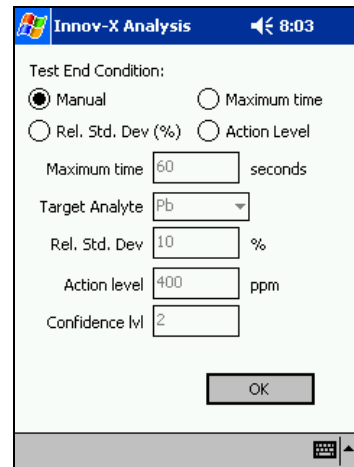 Innov-X Analysis 8:03
Test End Condition:
Manual Maximum time
Rel. Std. Dev (%) Action Level
Maximum time 60 seconds
Target Analyte Pb
Rel. Std. Dev 10 %
Action level 400 ppm
Confidence lvl 2
OK